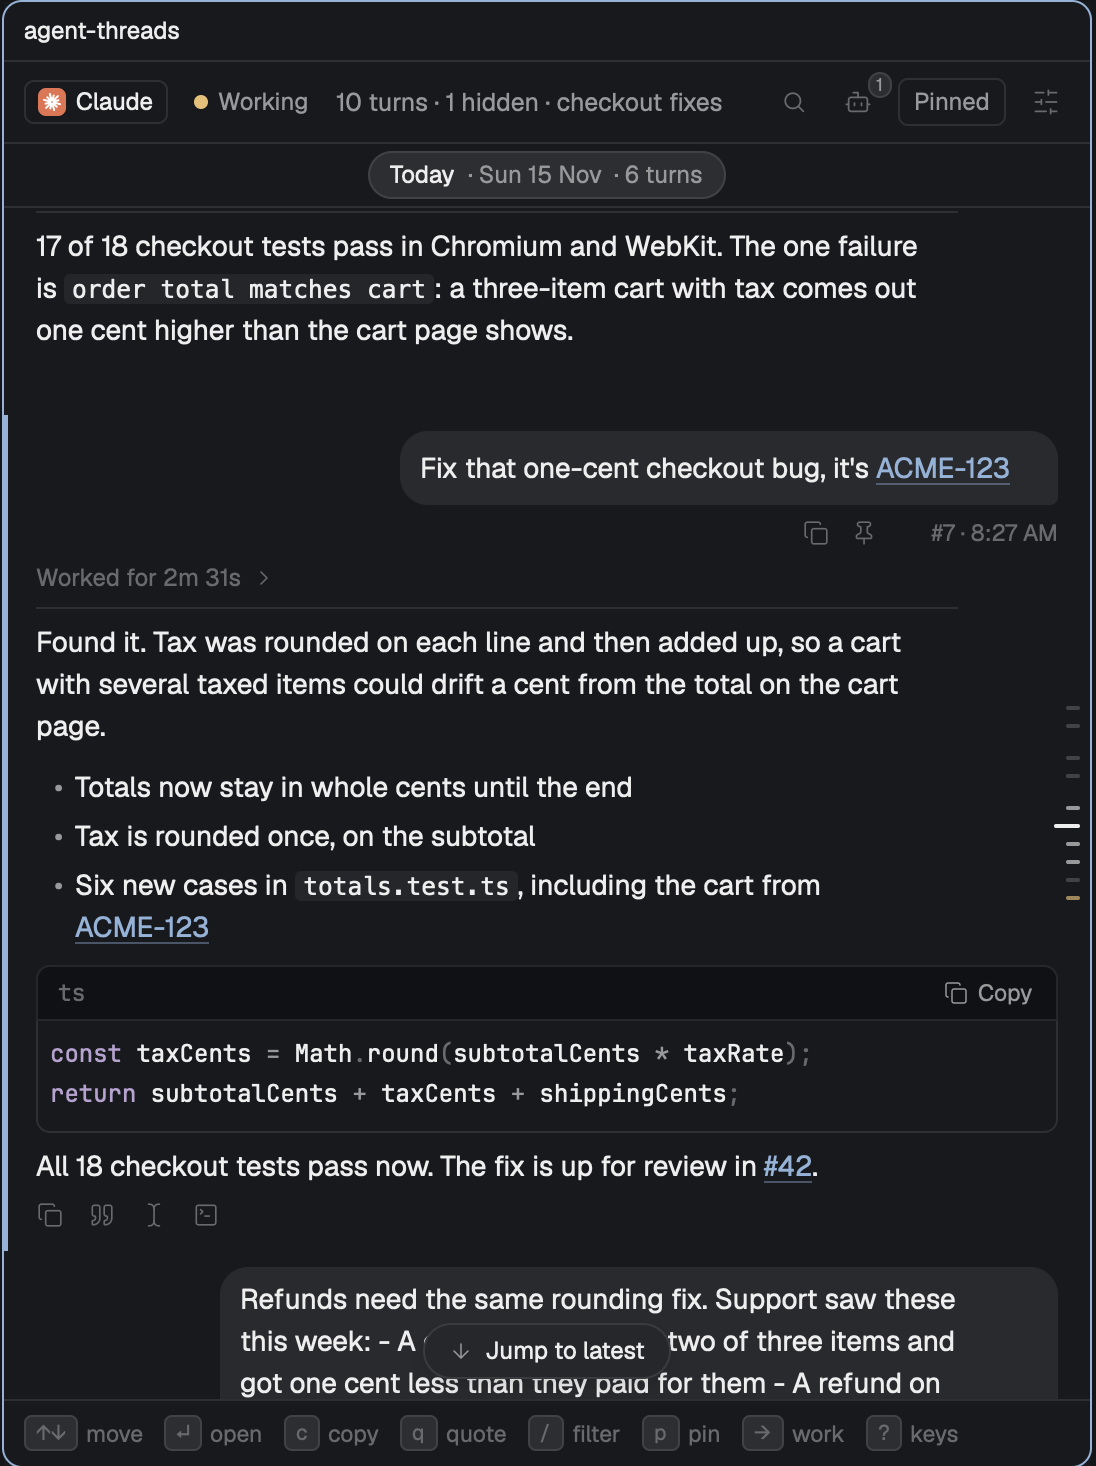 agent-threads
Claude
Working
10 turns · 1 hidden · checkout fixes
1
Pinned
Today · Sun 15 Nov · 6 turns
17 of 18 checkout tests pass in Chromium and WebKit. The one failure
is order total matches cart: a three-item cart with tax comes out
one cent higher than the cart page shows.
Fix that one-cent checkout bug, it's ACME-123
#7 · 8:27 AM
Worked for 2m 31s
Found it. Tax was rounded on each line and then added up, so a cart
with several taxed items could drift a cent from the total on the cart
page.
• Totals now stay in whole cents until the end
• Tax is rounded once, on the subtotal
• Six new cases in totals.test.ts, including the cart from
ACME-123
ts
Copy
const taxCents = Math.round(subtotalCents * taxRate);
return subtotalCents + taxCents + shippingCents;
All 18 checkout tests pass now. The fix is up for review in #42.
Refunds need the same rounding fix. Support saw these
this week: - A two of three items and
Jump to latest
got one cent less than they paid for them - A refund on
↑↓ move ↵ open c copy q quote / filter p pin → work ? keys